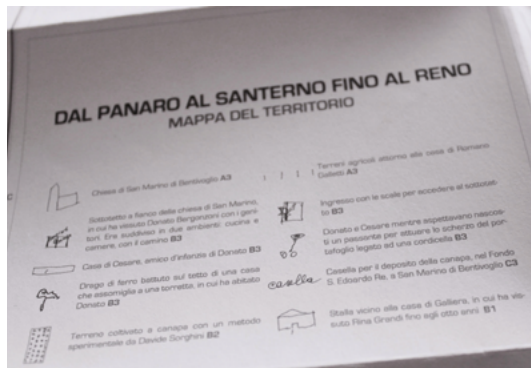 DAL PANARO AL SANTERNO FINO AL RENO
MAPPA DEL TERRITORIO
Chiesa di San Marino di Bentivoglio A3
Sottotetto a fianco della chiesa di San Marino,
in cui ha vissuto Donato Barganzoni con i geni-
tori. Era suddiviso in due ambienti: cucina e
camere, con il camino B3
Casa di Cesare, amico d'infanzia di Donato B3
Drago di ferro battuto sul tetto di una casa
che assomiglia a una torretta, in cui ha abitato
Donato B3
Terreno coltivato a canapa con un metodo
sperimentale da Davide Sorghini B2
Terreni agricoli attorno alla casa di Romano
Galletti A3
Ingresso con le scale per accedere al sottotet-
to B3
Donato e Cesare mentre aspettavano nascos-
ti un passante per attuare lo scherzo del por-
tafoglio legato ad una cordicella B3
casella
Casella per il deposito della canapa, nel Fondo
S. Edoardo Re, a San Marino di Bentivoglio C3
Stalla vicino alla casa di Galliera, in cui ha vis-
suto Rina Grandi fino agli otto anni B1